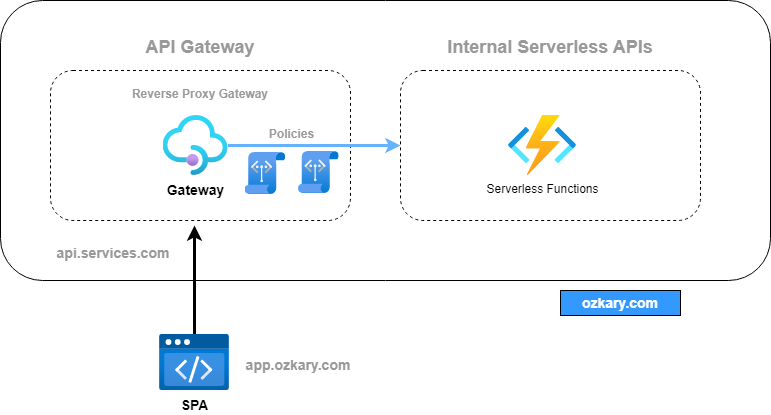 API Gateway
Internal Serverless APIs
Reverse Proxy Gateway
Policies
Gateway
Serverless Functions
api.services.com
ozkary.com
app.ozkary.com
SPA